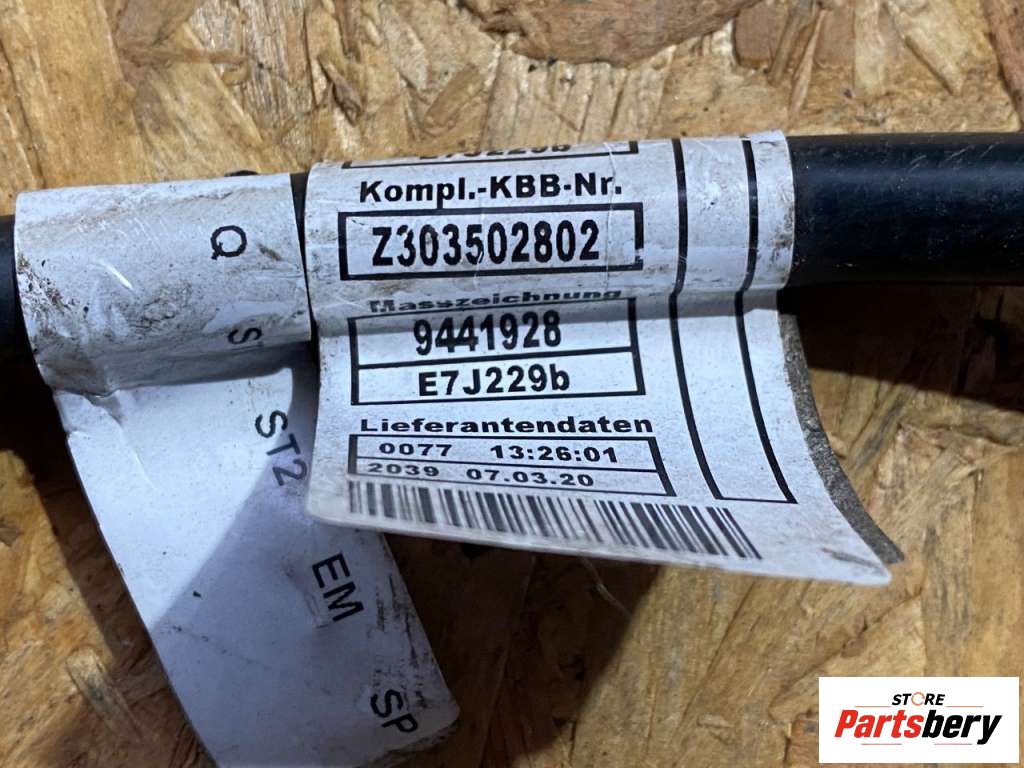 E7J229b
Kompl.-KBB-Nr.
Z303502802
Masszeichnung
9441928
E7J229b
Lieferantendaten
0077 13:26:01
2039 07.03.20
Q
ST2
EM
SP
STORE
Partsbery